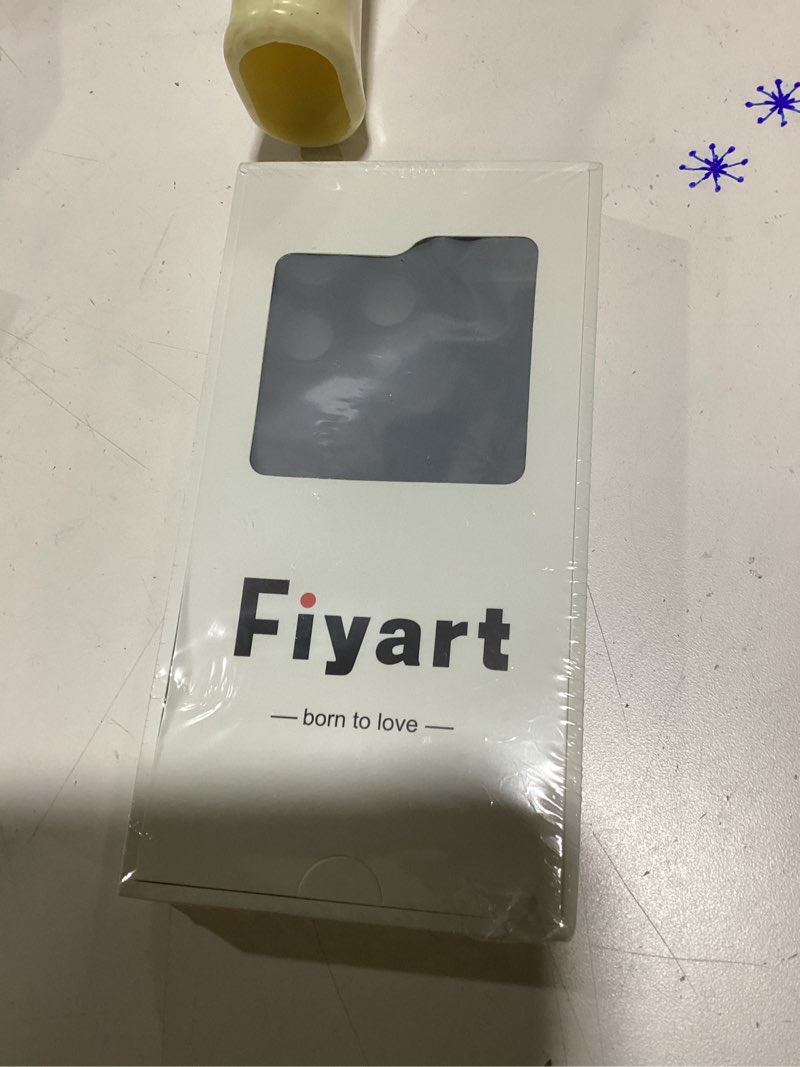 Fiyart
— born to love —